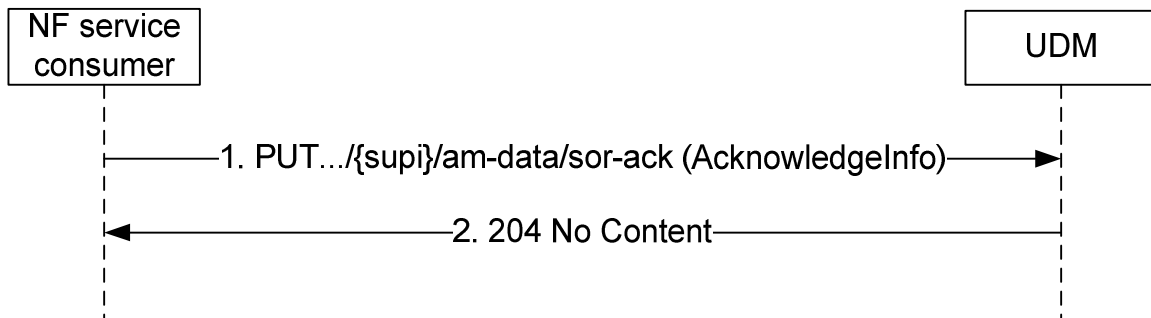 NF service
consumer
UDM
1. PUT.../{supi}/am-data/sor-ack (AcknowledgeInfo)
2. 204 No Content